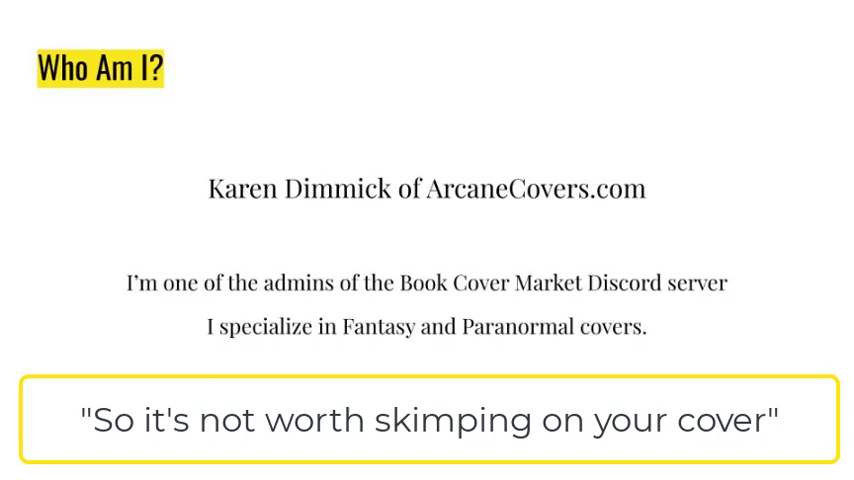 Who Am I?
Karen Dimmick of ArcaneCovers.com
I’m one of the admins of the Book Cover Market Discord server
I specialize in Fantasy and Paranormal covers.
"So it's not worth skimping on your cover"